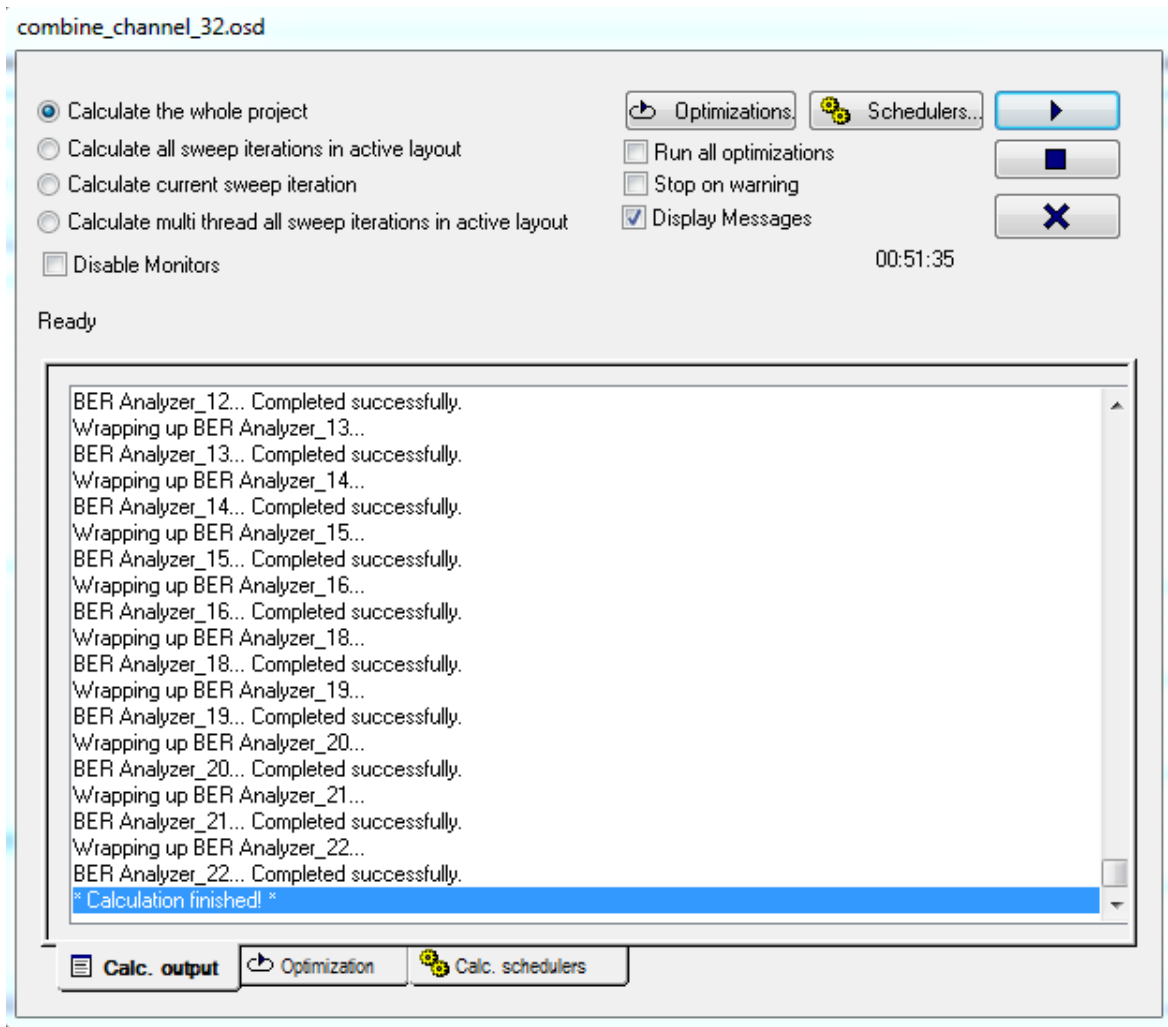 combine_channel_32.osd
Calculate the whole project
Optimizations.
Schedulers...
Calculate all sweep iterations in active layout
Run all optimizations
Calculate current sweep iteration
Stop on warning
Calculate multi thread all sweep iterations in active layout
Display Messages
Disable Monitors
00:51:35
Ready
BER Analyzer_12... Completed successfully.
Wrapping up BER Analyzer_13...
BER Analyzer_13... Completed successfully.
Wrapping up BER Analyzer_14...
BER Analyzer_14... Completed successfully.
Wrapping up BER Analyzer_15...
BER Analyzer_15... Completed successfully.
Wrapping up BER Analyzer_16...
BER Analyzer_16... Completed successfully.
Wrapping up BER Analyzer_18...
BER Analyzer_18... Completed successfully.
Wrapping up BER Analyzer_19...
BER Analyzer_19... Completed successfully.
Wrapping up BER Analyzer_20...
BER Analyzer_20... Completed successfully.
Wrapping up BER Analyzer_21...
BER Analyzer_21... Completed successfully.
Wrapping up BER Analyzer_22...
BER Analyzer_22... Completed successfully.
* Calculation finished! *
Calc. output
Optimization
Calc. schedulers